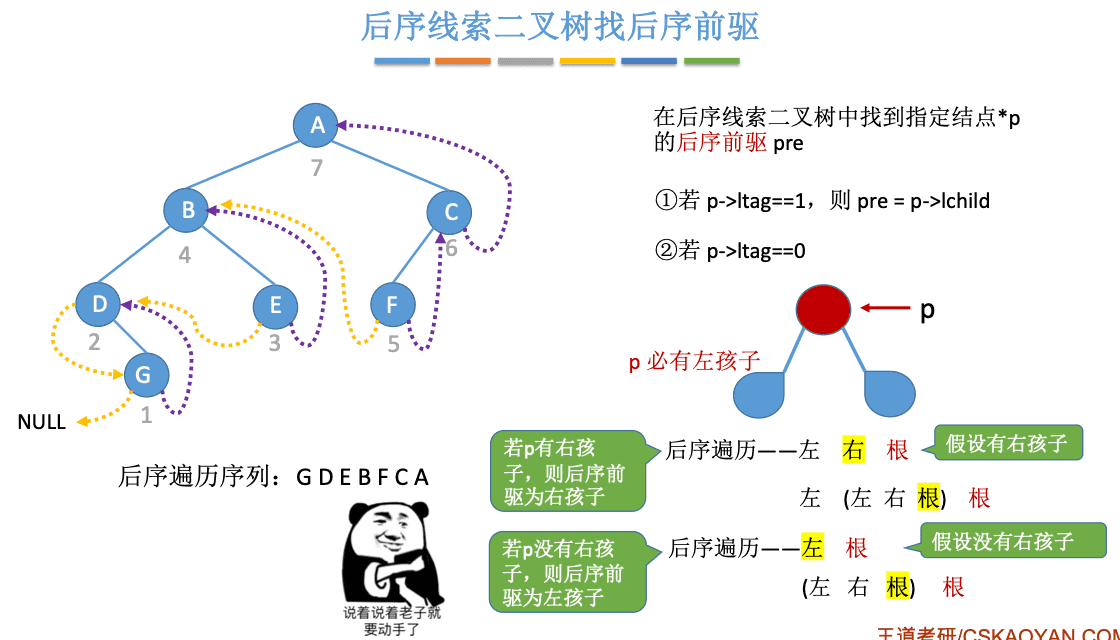 后序线索二叉树找后序前驱
A
7
B
4
C
6
D
2
E
3
F
5
G
1
NULL
后序遍历序列：G D E B F C A
说着说着老子就
要动手了
在后序线索二叉树中找到指定结点*p
的后序前驱 pre
①若 p->ltag==1，则 pre = p->lchild
②若 p->ltag==0
p
p 必有左孩子
若p有右孩
子，则后序前
驱为右孩子
后序遍历——左 右 根
假设有右孩子
左 (左 右 根) 根
若p没有右孩
子，则后序前
驱为左孩子
后序遍历——左 根
假设没有右孩子
(左 右 根) 根
王道考研/CSKAOYAN.COM